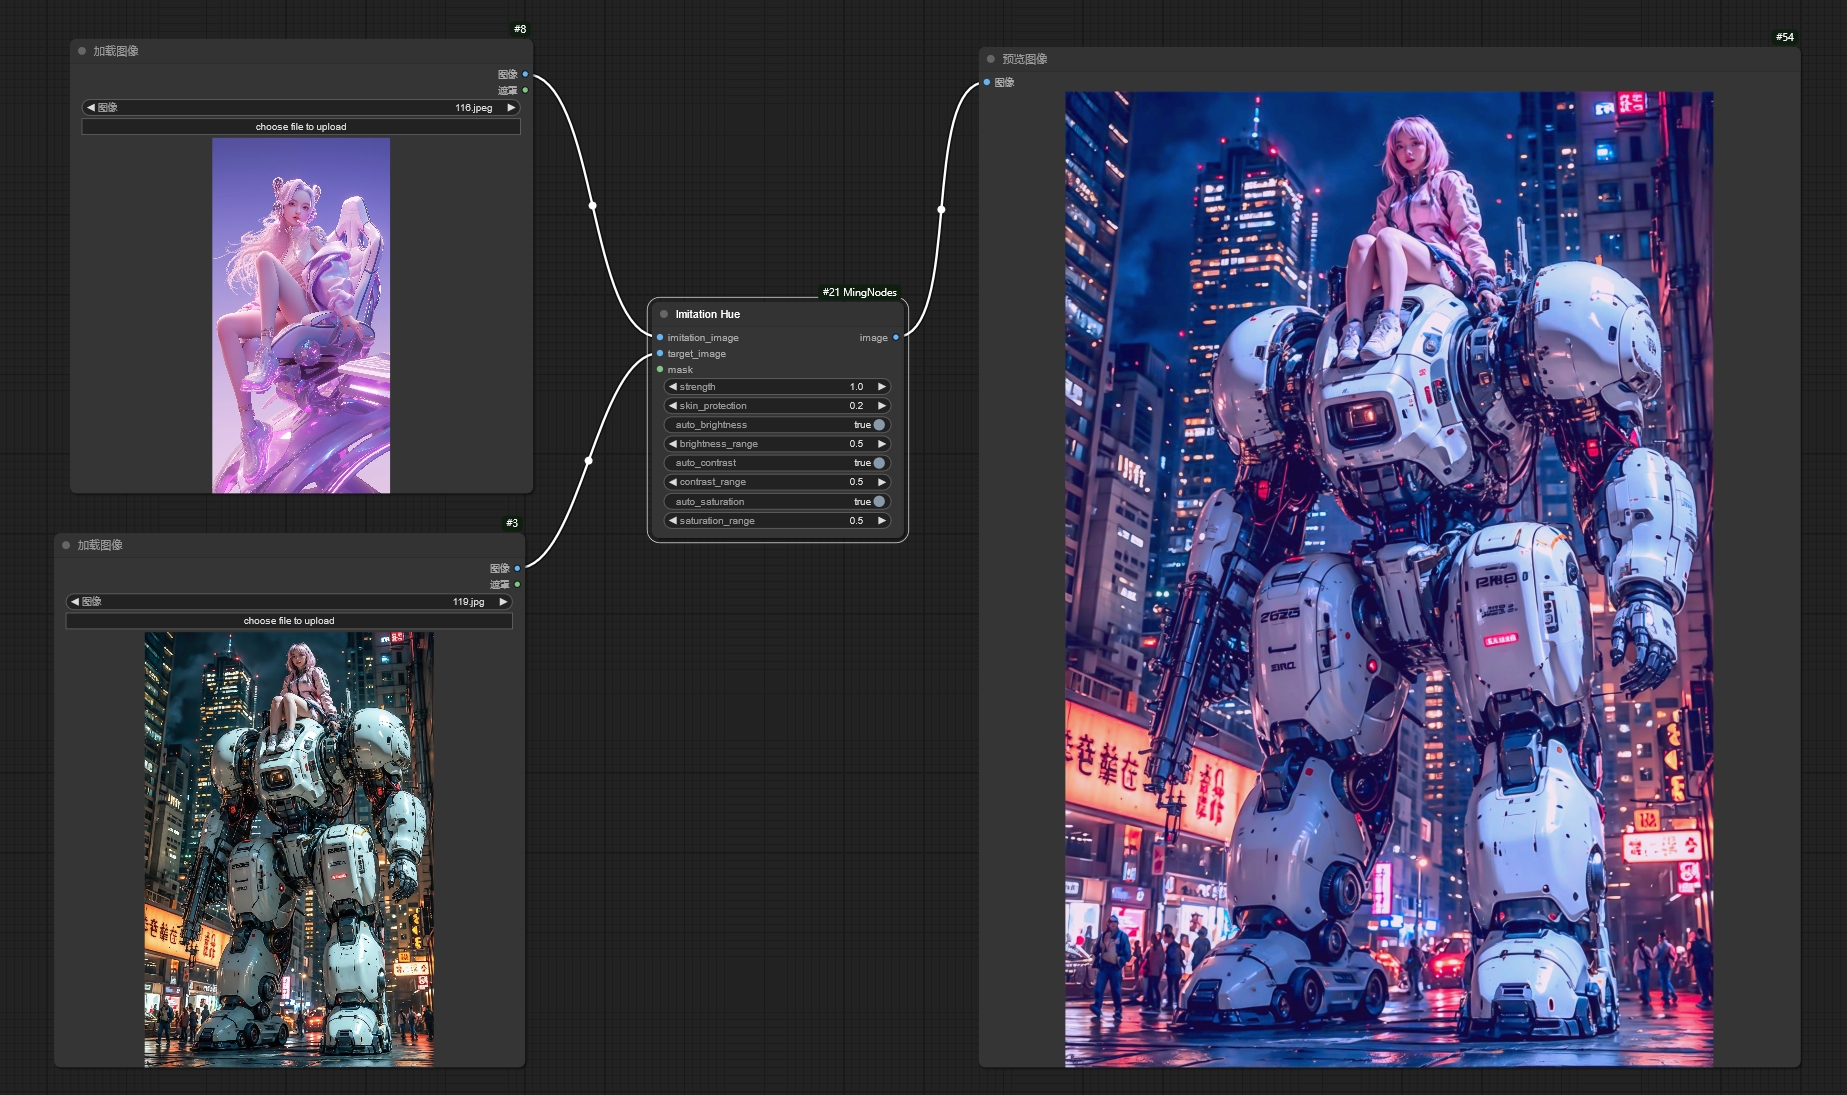 #8
加载图像
图像
遮罩
图像 116.jpeg
choose file to upload
#3
加载图像
图像
遮罩
图像 119.jpg
choose file to upload
#21 MingNodes
Imitation Hue
imitation_image image
target_image
mask
strength 1.0
skin_protection 0.2
auto_brightness true
brightness_range 0.5
auto_contrast true
contrast_range 0.5
auto_saturation true
saturation_range 0.5
#54
预览图像
图像